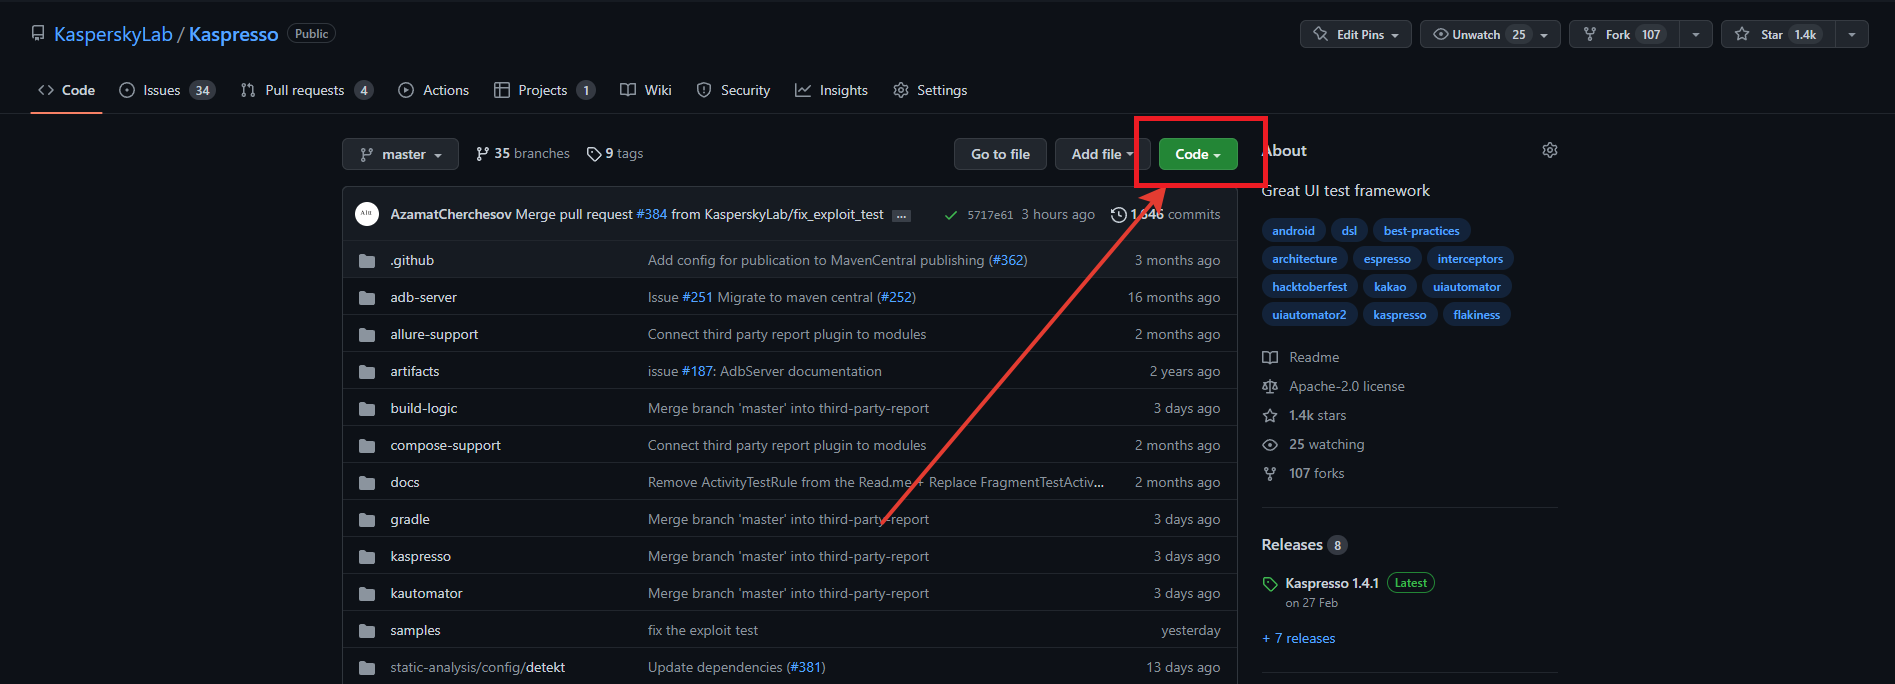 KasperskyLab / Kaspresso Public
Edit Pins Unwatch 25 Fork 107 Star 1.4k
Code Issues 34 Pull requests 4 Actions Projects 1 Wiki Security Insights Settings
master 35 branches 9 tags Go to file Add file Code
AzamatCherchesov Merge pull request #384 from KasperskyLab/fix_exploit_test ... 5717e61 3 hours ago commits
.github Add config for publication to MavenCentral publishing (#362) 3 months ago
adb-server Issue #251 Migrate to maven central (#252) 16 months ago
allure-support Connect third party report plugin to modules 2 months ago
artifacts issue #187: AdbServer documentation 2 years ago
build-logic Merge branch 'master' into third-party-report 3 days ago
compose-support Connect third party report plugin to modules 2 months ago
docs Remove ActivityTestRule from the Read.me + Replace FragmentTestActiv... 2 months ago
gradle Merge branch 'master' into third-party-report 3 days ago
kaspresso Merge branch 'master' into third-party-report 3 days ago
kautomator Merge branch 'master' into third-party-report 3 days ago
samples fix the exploit test yesterday
static-analysis/config/detekt Update dependencies (#381) 13 days ago
About
Great UI test framework
android dsl best-practices
architecture espresso interceptors
hacktoberfest kakao uiautomator
uiautomator2 kaspresso flakiness
Readme
Apache-2.0 license
1.4k stars
25 watching
107 forks
Releases 8
Kaspresso 1.4.1 Latest
on 27 Feb
+ 7 releases